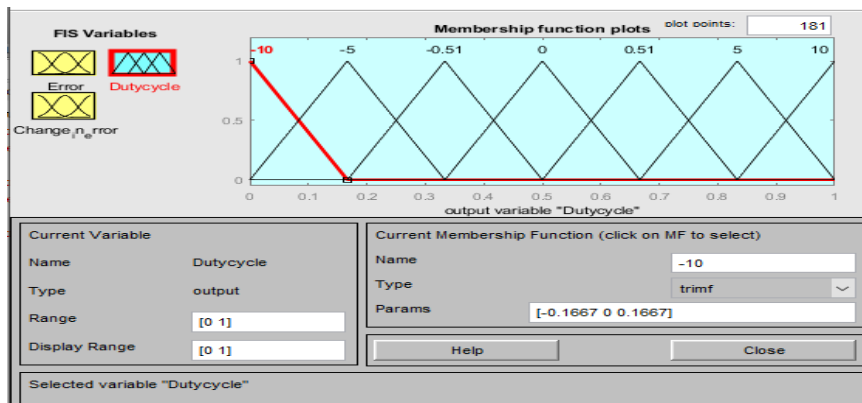 FIS Variables
Membership function plots
plot points:
181
-10 -5 -0.51 0 0.51 5 10
1
0.5
0
0 0.1 0.2 0.3 0.4 0.5 0.6 0.7 0.8 0.9 1
output variable "Dutycycle"
Error
Dutycycle
Change_in_error
Current Variable
Name Dutycycle
Type output
Range [0 1]
Display Range [0 1]
Current Membership Function (click on MF to select)
Name -10
Type trimf
Params [-0.1667 0 0.1667]
Help
Close
Selected variable "Dutycycle"